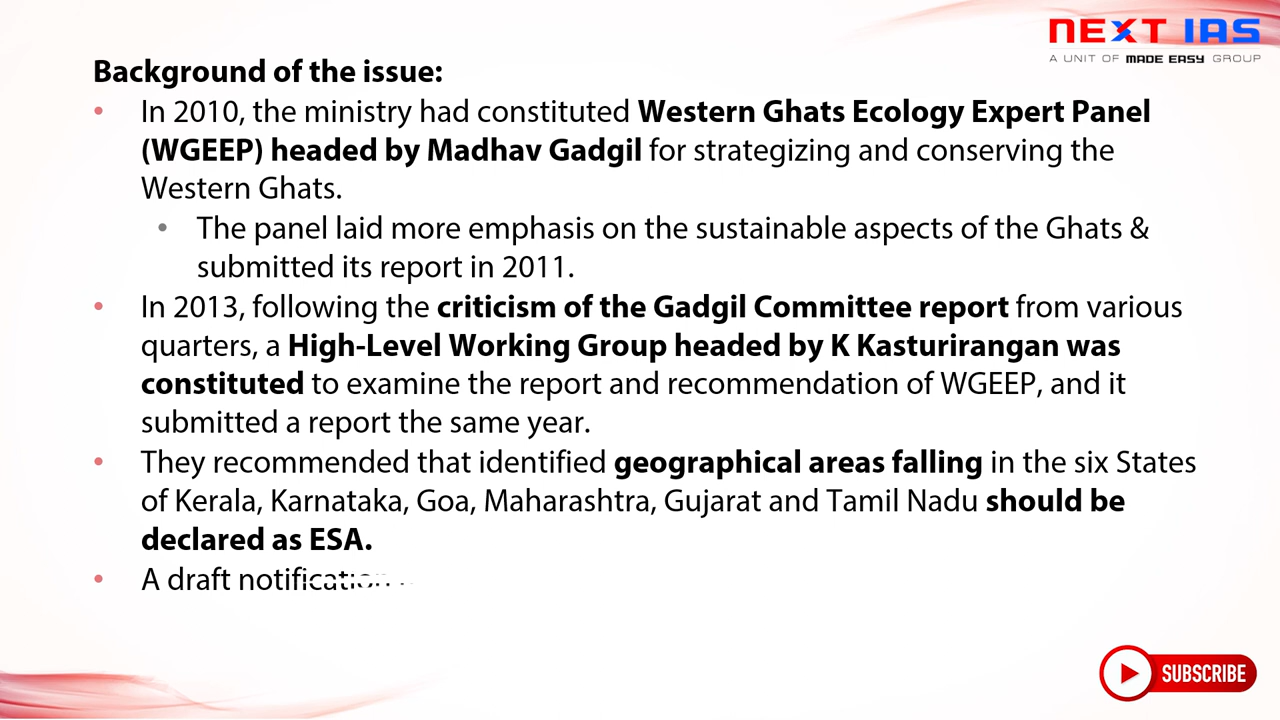 NEXT IAS
A UNIT OF MADE EASY GROUP
Background of the issue:
• In 2010, the ministry had constituted Western Ghats Ecology Expert Panel
(WGEEP) headed by Madhav Gadgil for strategizing and conserving the
Western Ghats.
• The panel laid more emphasis on the sustainable aspects of the Ghats &
submitted its report in 2011.
• In 2013, following the criticism of the Gadgil Committee report from various
quarters, a High-Level Working Group headed by K Kasturirangan was
constituted to examine the report and recommendation of WGEEP, and it
submitted a report the same year.
• They recommended that identified geographical areas falling in the six States
of Kerala, Karnataka, Goa, Maharashtra, Gujarat and Tamil Nadu should be
declared as ESA.
• A draft notification
SUBSCRIBE